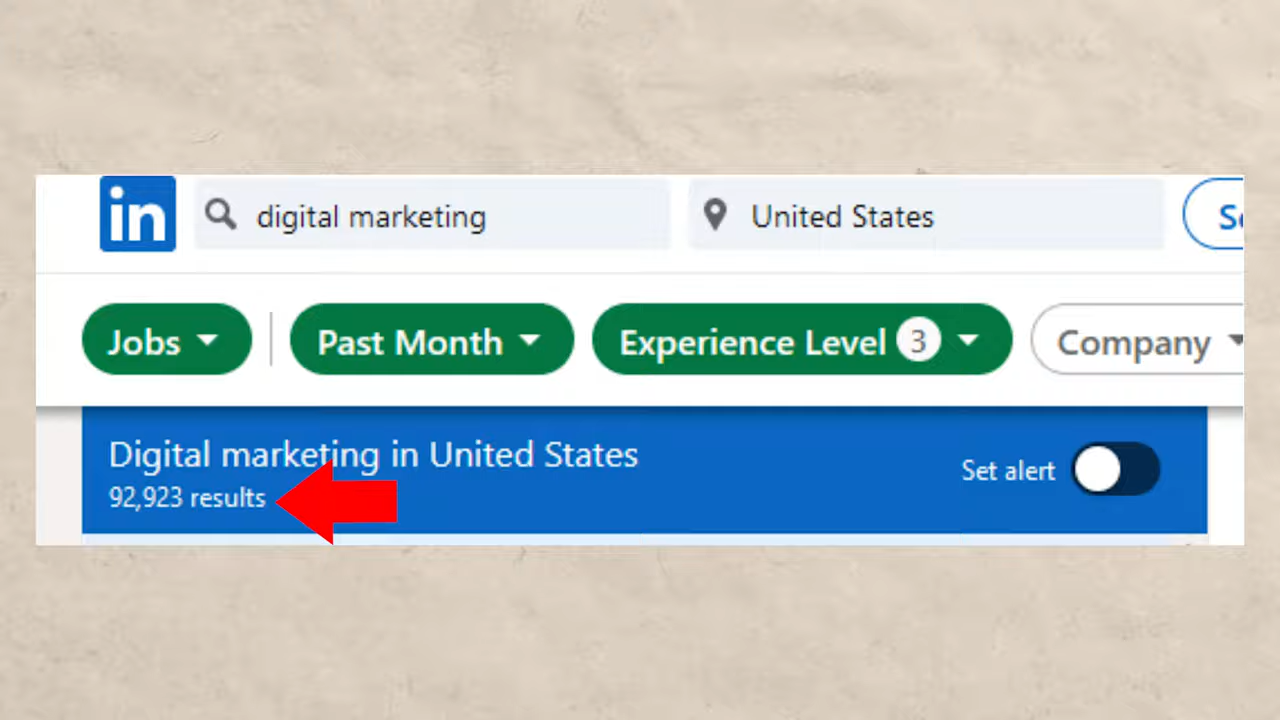 in digital marketing United States
Jobs Past Month Experience Level 3 Company
Digital marketing in United States
92,923 results Set alert